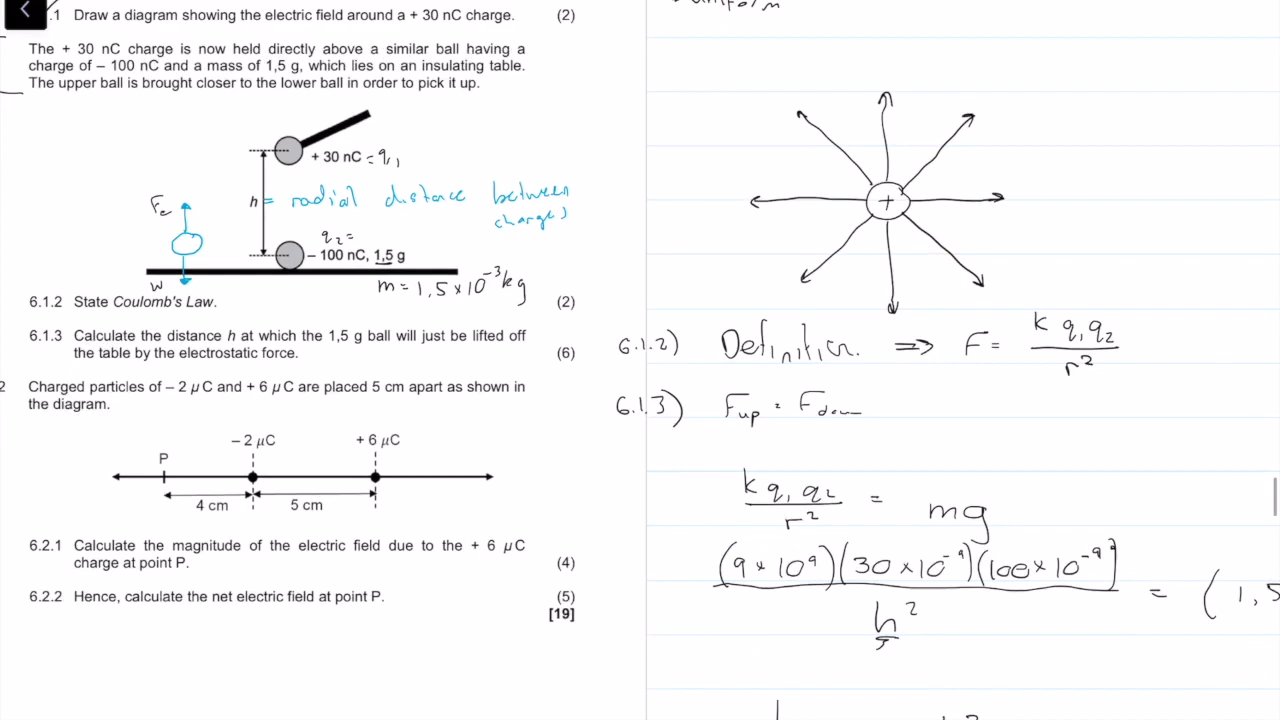 .1 Draw a diagram showing the electric field around a + 30 nC charge. (2)
The + 30 nC charge is now held directly above a similar ball having a
charge of – 100 nC and a mass of 1,5 g, which lies on an insulating table.
The upper ball is brought closer to the lower ball in order to pick it up.
+ 30 nC = q₁
h = radial distance between
charges
Fe
q₂ =
– 100 nC, 1,5 g
W
m = 1,5 × 10⁻³ kg
6.1.2 State Coulomb's Law. (2)
6.1.3 Calculate the distance h at which the 1,5 g ball will just be lifted off
the table by the electrostatic force. (6)
2 Charged particles of – 2 µC and + 6 µC are placed 5 cm apart as shown in
the diagram.
– 2 µC + 6 µC
P
4 cm 5 cm
6.2.1 Calculate the magnitude of the electric field due to the + 6 µC
charge at point P. (4)
6.2.2 Hence, calculate the net electric field at point P. (5)
[19]
+
6.1.2) Definition. ⇒ F = k q₁ q₂ / r²
6.1.3) Fup = Fdown
k q₁ q₂ / r² = mg
(9 × 10⁹)(30 × 10⁻⁹)(100 × 10⁻⁹) / h² = (1,5